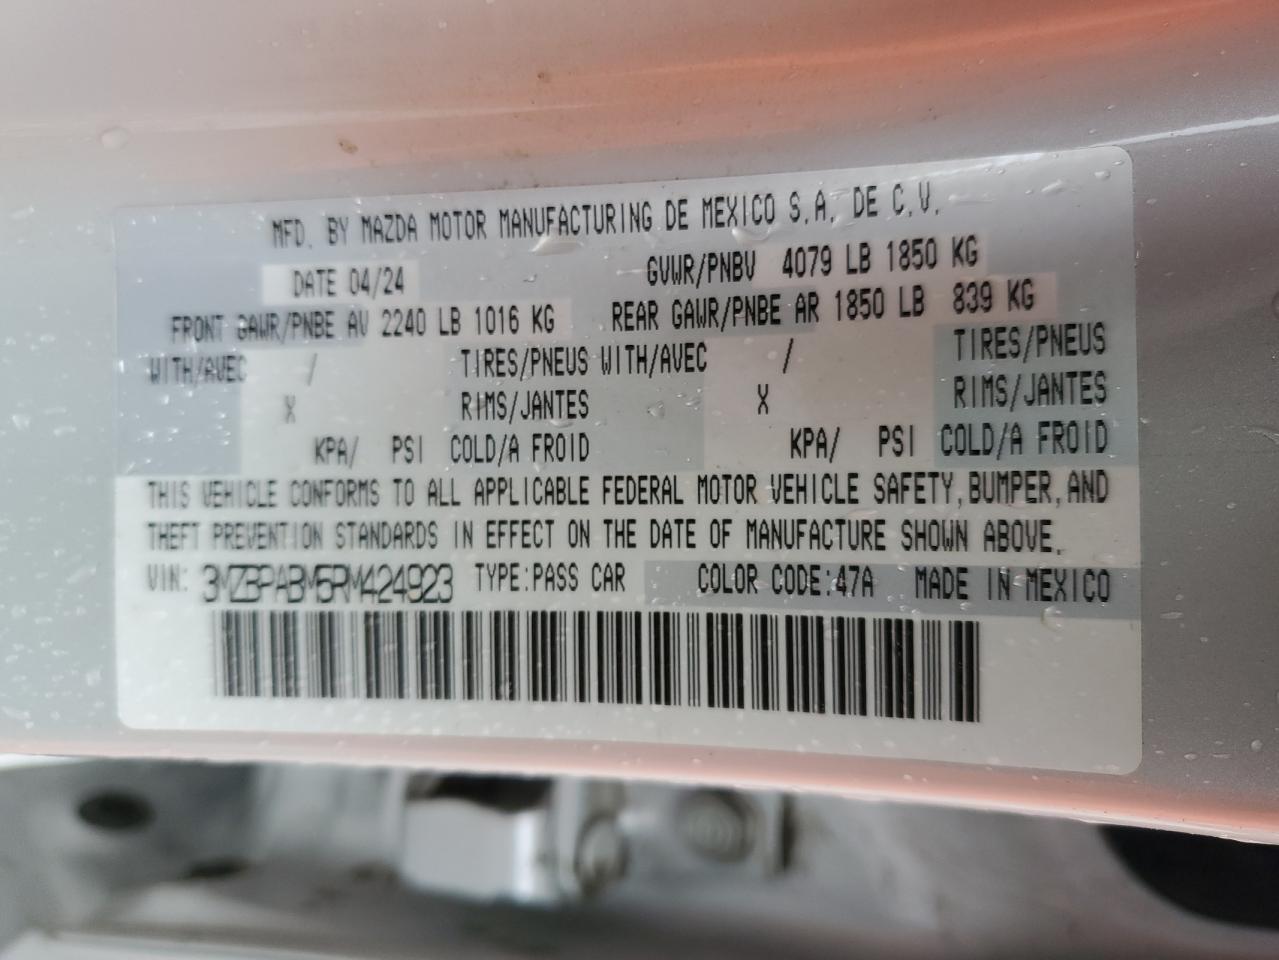 MFD. BY MAZDA MOTOR MANUFACTURING DE MEXICO S.A. DE C.V.
DATE 04/24 GVWR/PNBV 4079 LB 1850 KG
FRONT GAWR/PNBE AV 2240 LB 1016 KG REAR GAWR/PNBE AR 1850 LB 839 KG
WITH/AVEC / TIRES/PNEUS WITH/AVEC / TIRES/PNEUS
X RIMS/JANTES X RIMS/JANTES
KPA/ PSI COLD/A FROID KPA/ PSI COLD/A FROID
THIS VEHICLE CONFORMS TO ALL APPLICABLE FEDERAL MOTOR VEHICLE SAFETY, BUMPER, AND
THEFT PREVENTION STANDARDS IN EFFECT ON THE DATE OF MANUFACTURE SHOWN ABOVE.
VIN: 3MZBPABM5RM424923 TYPE:PASS CAR COLOR CODE:47A MADE IN MEXICO